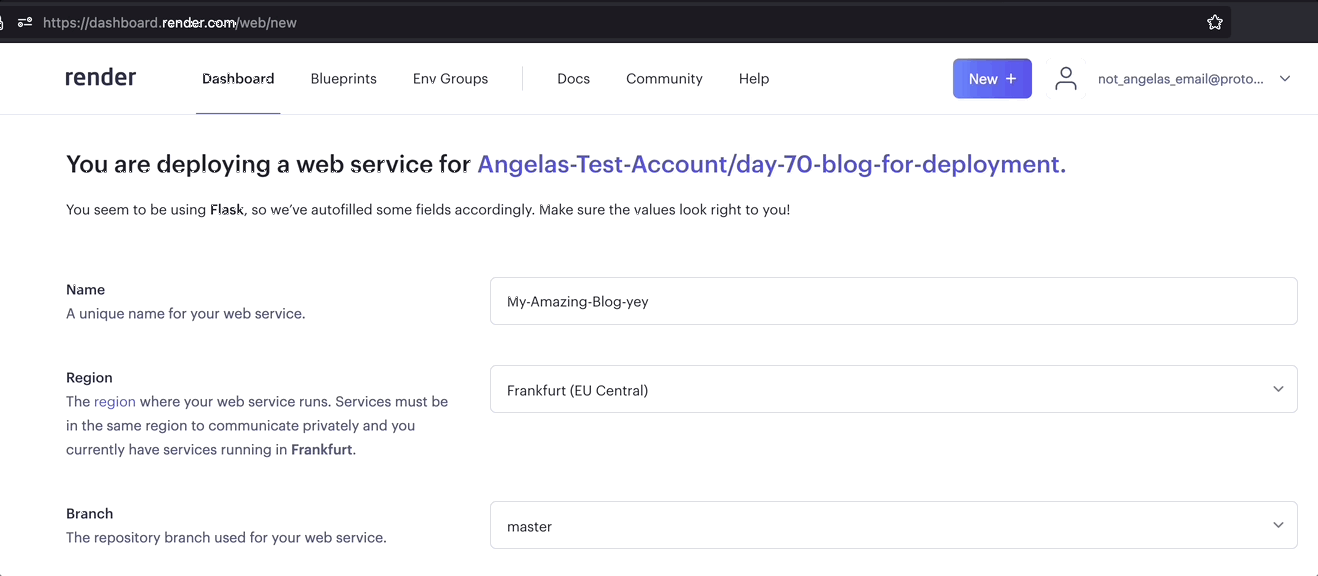 https://dashboard.render.com/web/new
render Dashboard Blueprints Env Groups Docs Community Help New + not_angelas_email@proto...
You are deploying a web service for Angelas-Test-Account/day-70-blog-for-deployment.
You seem to be using Flask, so we’ve autofilled some fields accordingly. Make sure the values look right to you!
Name
A unique name for your web service.
My-Amazing-Blog-yey
Region
The region where your web service runs. Services must be
in the same region to communicate privately and you
currently have services running in Frankfurt.
Frankfurt (EU Central)
Branch
The repository branch used for your web service.
master